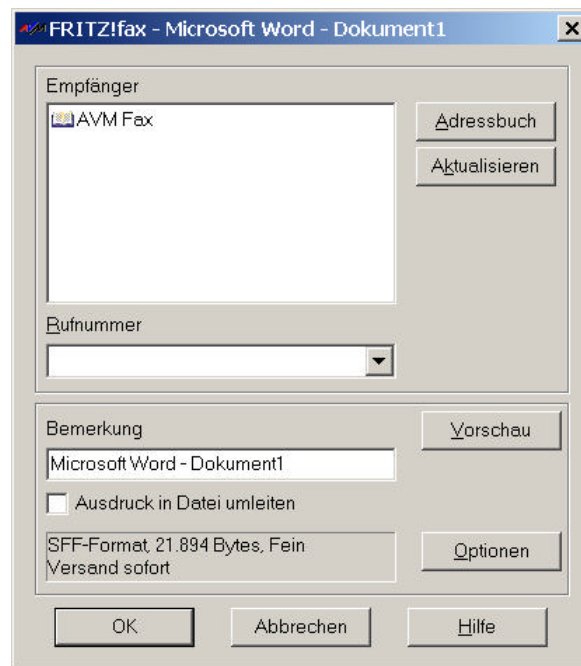 FRITZ!fax - Microsoft Word - Dokument1
Empfänger
AVM Fax
Adressbuch
Aktualisieren
Rufnummer
Bemerkung
Vorschau
Microsoft Word - Dokument1
Ausdruck in Datei umleiten
SFF-Format, 21.894 Bytes, Fein
Versand sofort
Optionen
OK
Abbrechen
Hilfe